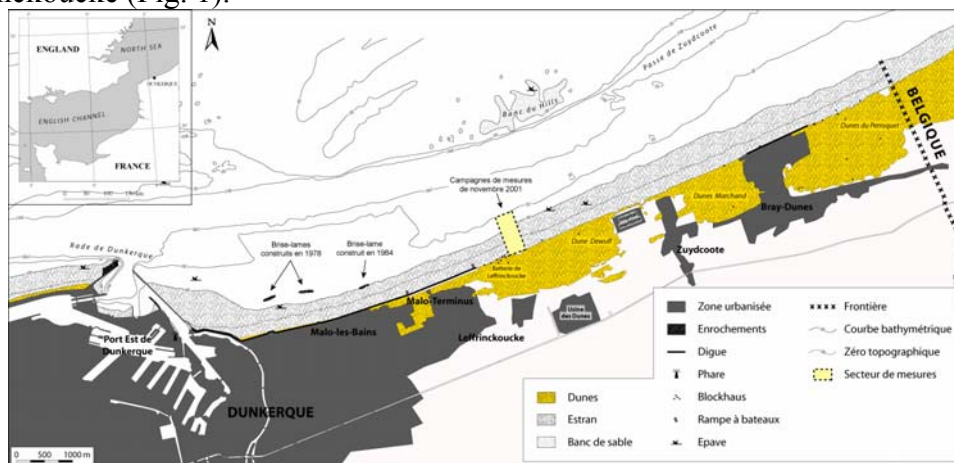 (Fig. 1).
ENGLAND
NORTH SEA
DUNKERQUE
ENGLISH CHANNEL
FRANCE
N
Passe de Zuydcoote
Banc du Hills
BELGIQUE
Dunes du Perroquet
Campagnes de mesures
de novembre 2001
Dunes Marchand
Bray-Dunes
Rade de Dunkerque
Brise-lames
construits en 1978
Brise-lame
construit en 1984
Dune Dewulf
Zuydcoote
Batterie de
Leffrinckoucke
Malo-Terminus
Malo-les-Bains
Leffrinckoucke
Usine
des Dunes
Port Est de
Dunkerque
DUNKERQUE
Dunes
Estran
Banc de sable
Zone urbanisée
Enrochements
Digue
Phare
Blockhaus
Rampe à bateaux
Epave
Frontière
Courbe bathymétrique
Zéro topographique
Secteur de mesures
0 500 1000 m